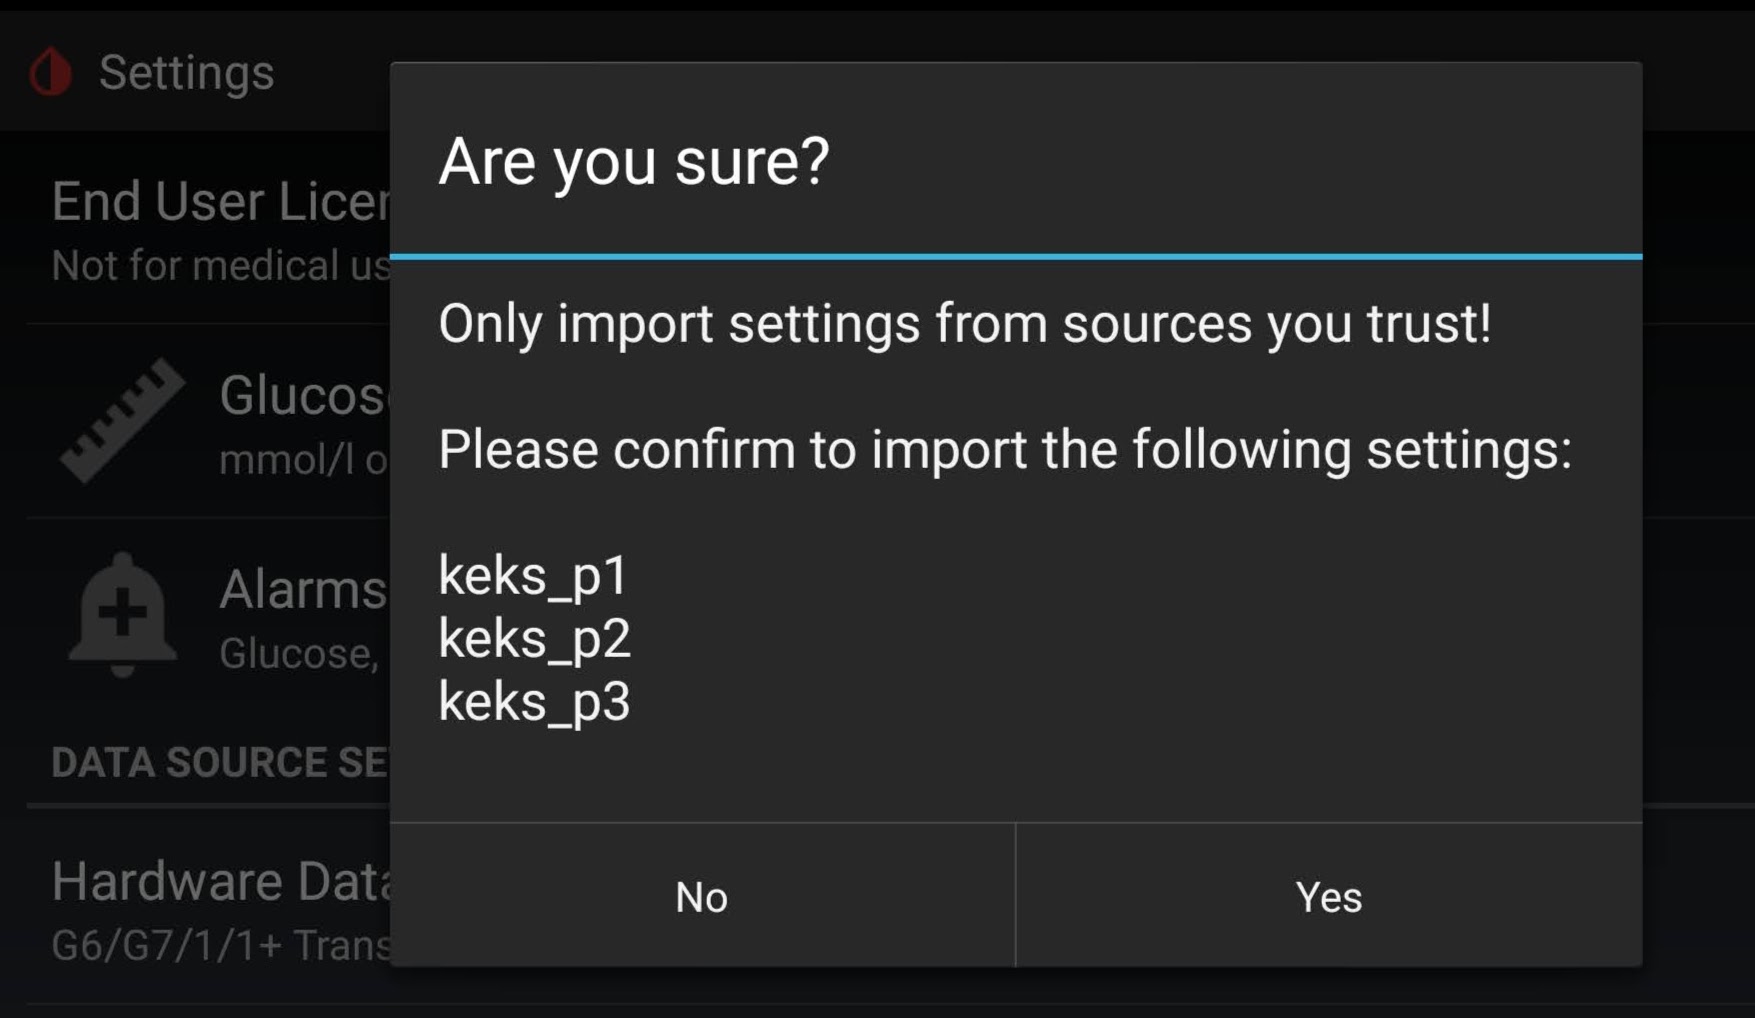 Settings
End User Licen
Not for medical us
Glucos
mmol/l o
Alarms
Glucose,
DATA SOURCE SE
Hardware Data
G6/G7/1/1+ Trans
Are you sure?
Only import settings from sources you trust!
Please confirm to import the following settings:
keks_p1
keks_p2
keks_p3
No
Yes